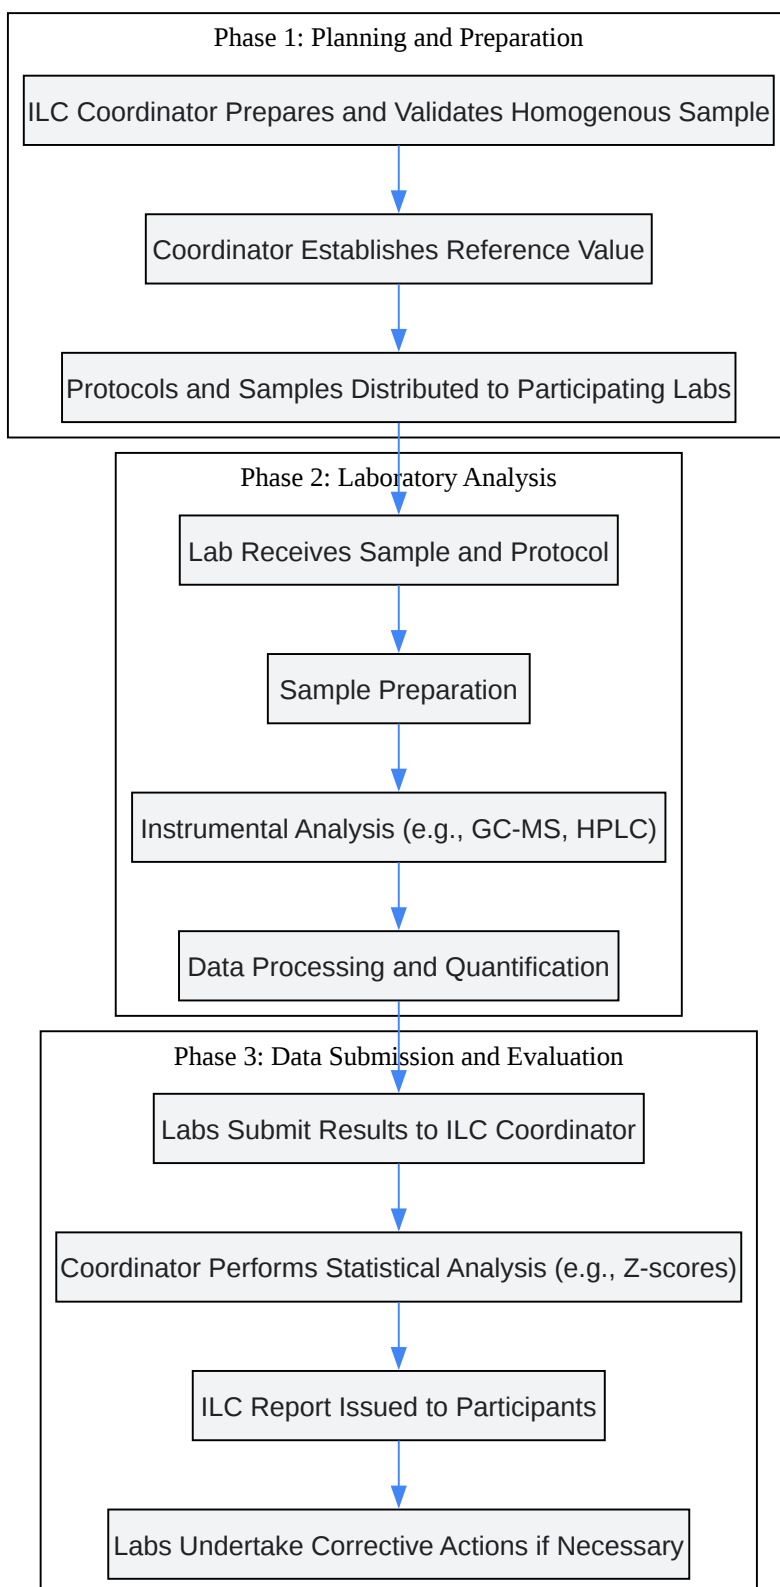 Phase 1: Planning and Preparation
ILC Coordinator Prepares and Validates Homogenous Sample
Coordinator Establishes Reference Value
Protocols and Samples Distributed to Participating Labs
Phase 2: Laboratory Analysis
Lab Receives Sample and Protocol
Sample Preparation
Instrumental Analysis (e.g., GC-MS, HPLC)
Data Processing and Quantification
Phase 3: Data Submission and Evaluation
Labs Submit Results to ILC Coordinator
Coordinator Performs Statistical Analysis (e.g., Z-scores)
ILC Report Issued to Participants
Labs Undertake Corrective Actions if Necessary